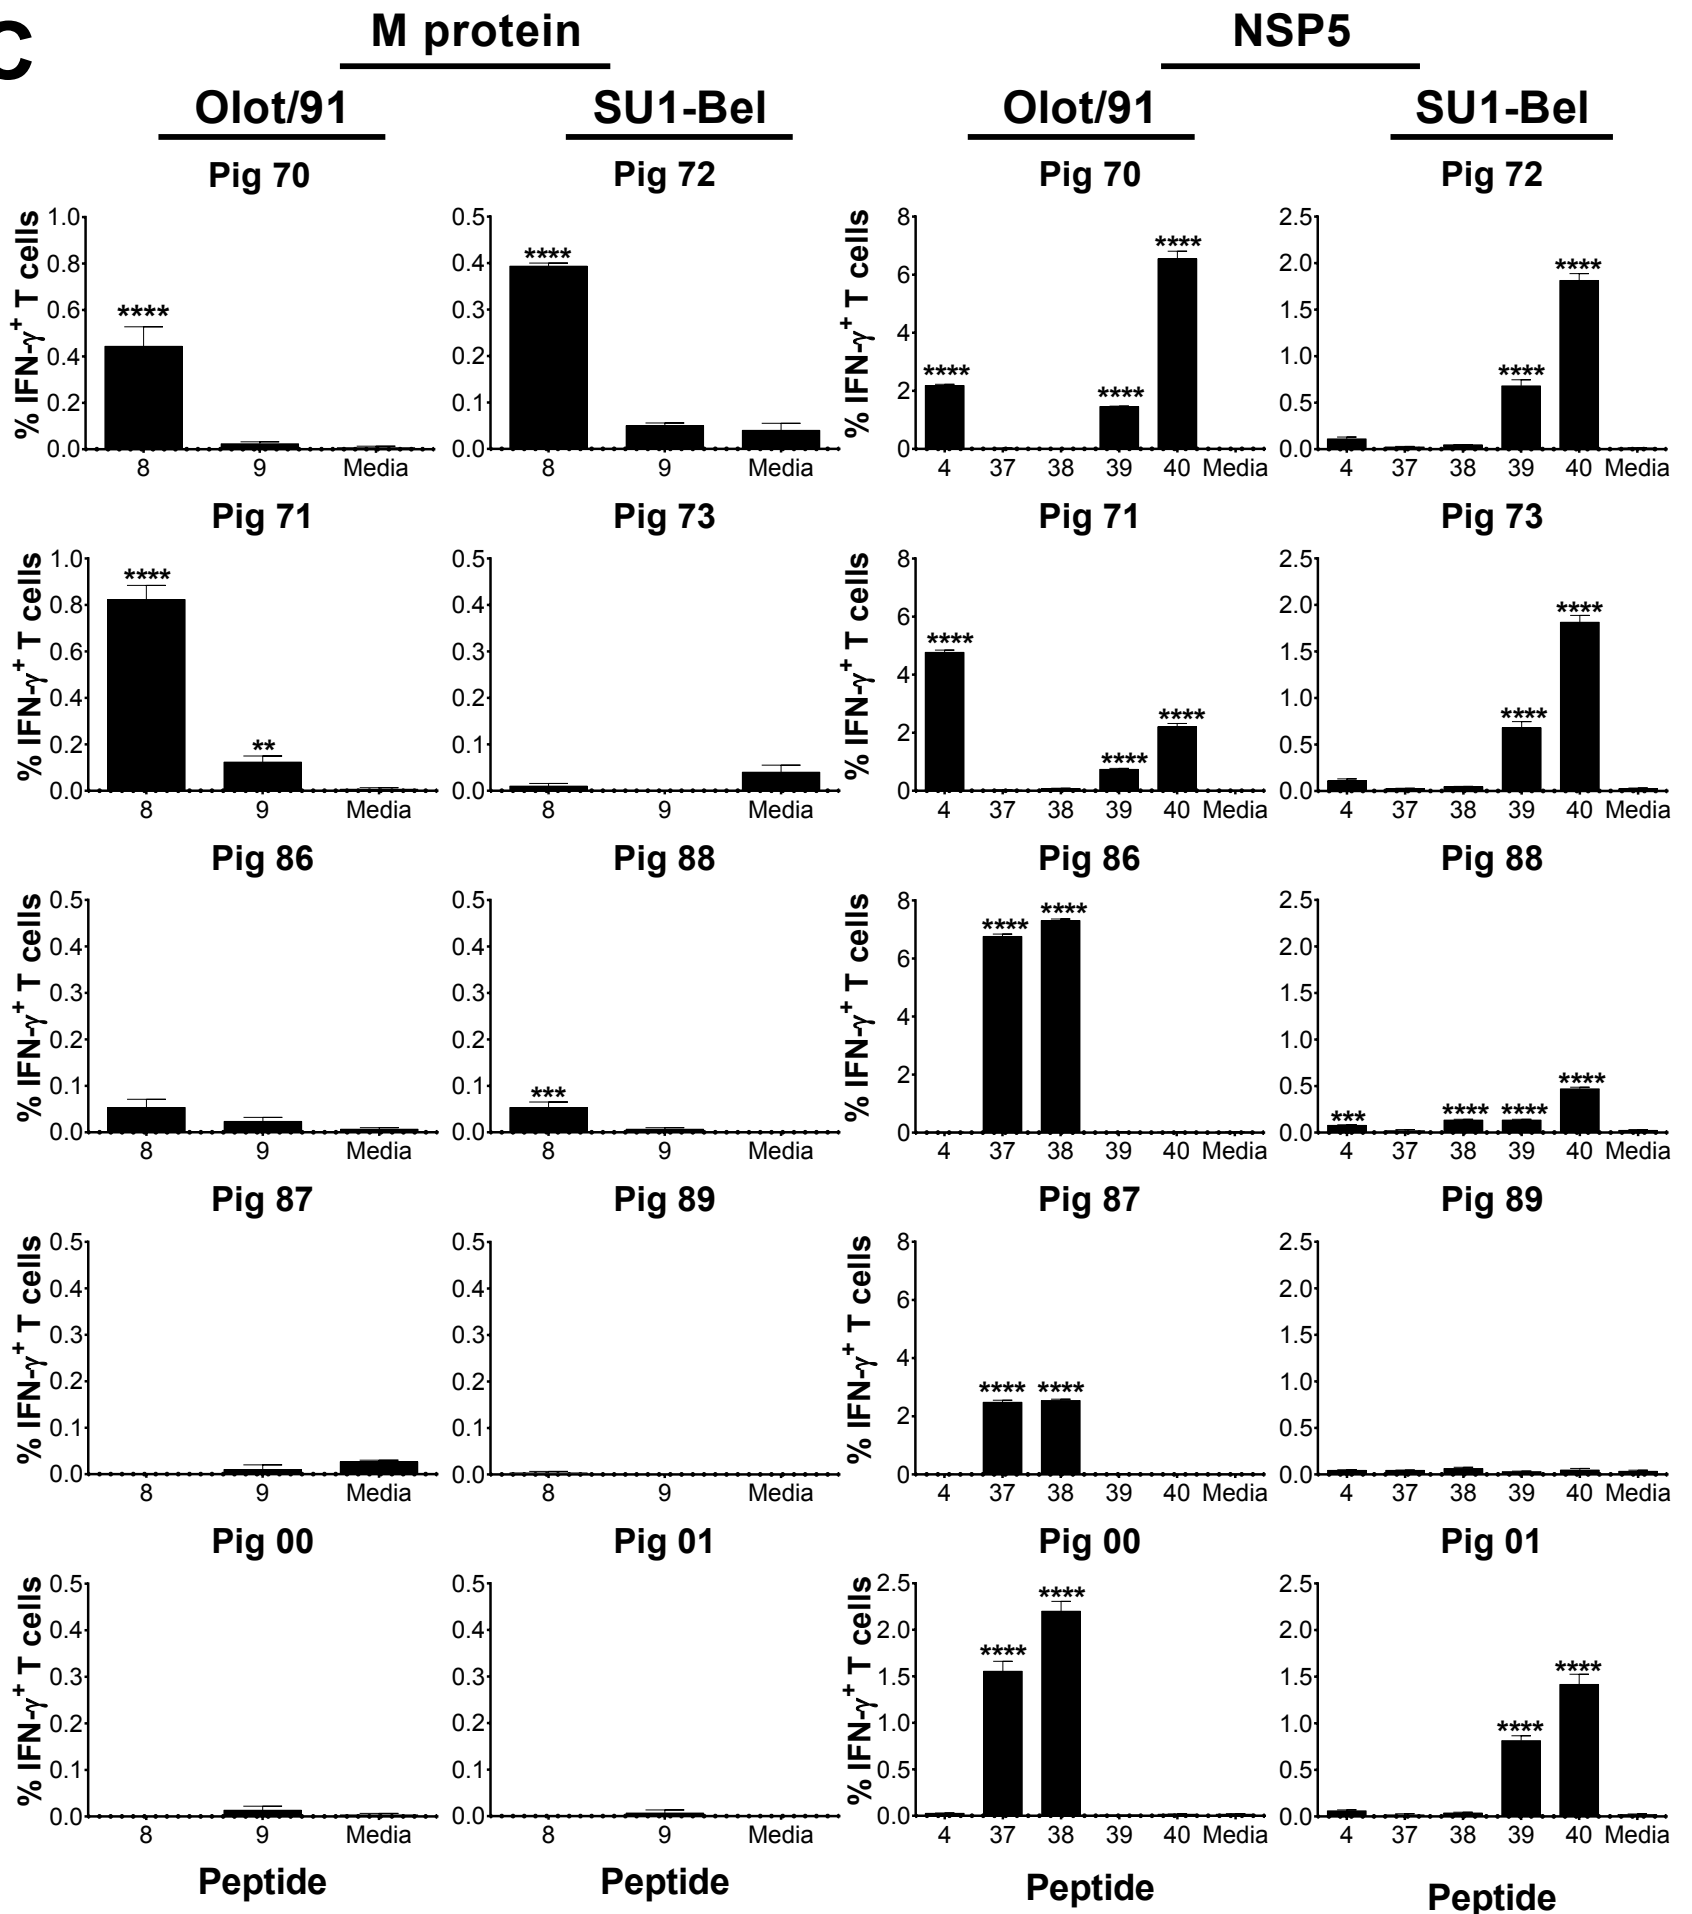 C
M protein NSP5
Olot/91 SU1-Bel Olot/91 SU1-Bel
Pig 70 Pig 72 Pig 70 Pig 72
% IFN-γ+ T cells % IFN-γ+ T cells
1.0 0.5 8 2.5
0.8 0.4 6 2.0
0.6 0.3 4 1.5
0.4 0.2 2 1.0
0.2 0.1 0 0.5
0.0 0.0 0.0
**** **** **** **** **** **** ****
8 9 Media 8 9 Media 4 37 38 39 40 Media 4 37 38 39 40 Media
Pig 71 Pig 73 Pig 71 Pig 73
% IFN-γ+ T cells % IFN-γ+ T cells
1.0 0.5 8 2.5
0.8 0.4 6 2.0
0.6 0.3 4 1.5
0.4 0.2 2 1.0
0.2 0.1 0 0.5
0.0 0.0 0.0
**** ** **** **** **** **** ****
8 9 Media 8 9 Media 4 37 38 39 40 Media 4 37 38 39 40 Media
Pig 86 Pig 88 Pig 86 Pig 88
% IFN-γ+ T cells % IFN-γ+ T cells
0.5 0.5 8 2.5
0.4 0.4 6 2.0
0.3 0.3 4 1.5
0.2 0.2 2 1.0
0.1 0.1 0 0.5
0.0 0.0 0.0
*** **** **** *** **** **** ****
8 9 Media 8 9 Media 4 37 38 39 40 Media 4 37 38 39 40 Media
Pig 87 Pig 89 Pig 87 Pig 89
% IFN-γ+ T cells % IFN-γ+ T cells
0.5 0.5 8 2.5
0.4 0.4 6 2.0
0.3 0.3 4 1.5
0.2 0.2 2 1.0
0.1 0.1 0 0.5
0.0 0.0 0.0
**** ****
8 9 Media 8 9 Media 4 37 38 39 40 Media 4 37 38 39 40 Media
Pig 00 Pig 01 Pig 00 Pig 01
% IFN-γ+ T cells % IFN-γ+ T cells
0.5 0.5 2.5 2.5
0.4 0.4 2.0 2.0
0.3 0.3 1.5 1.5
0.2 0.2 1.0 1.0
0.1 0.1 0.5 0.5
0.0 0.0 0.0 0.0
**** **** **** ****
8 9 Media 8 9 Media 4 37 38 39 40 Media 4 37 38 39 40 Media
Peptide Peptide Peptide Peptide